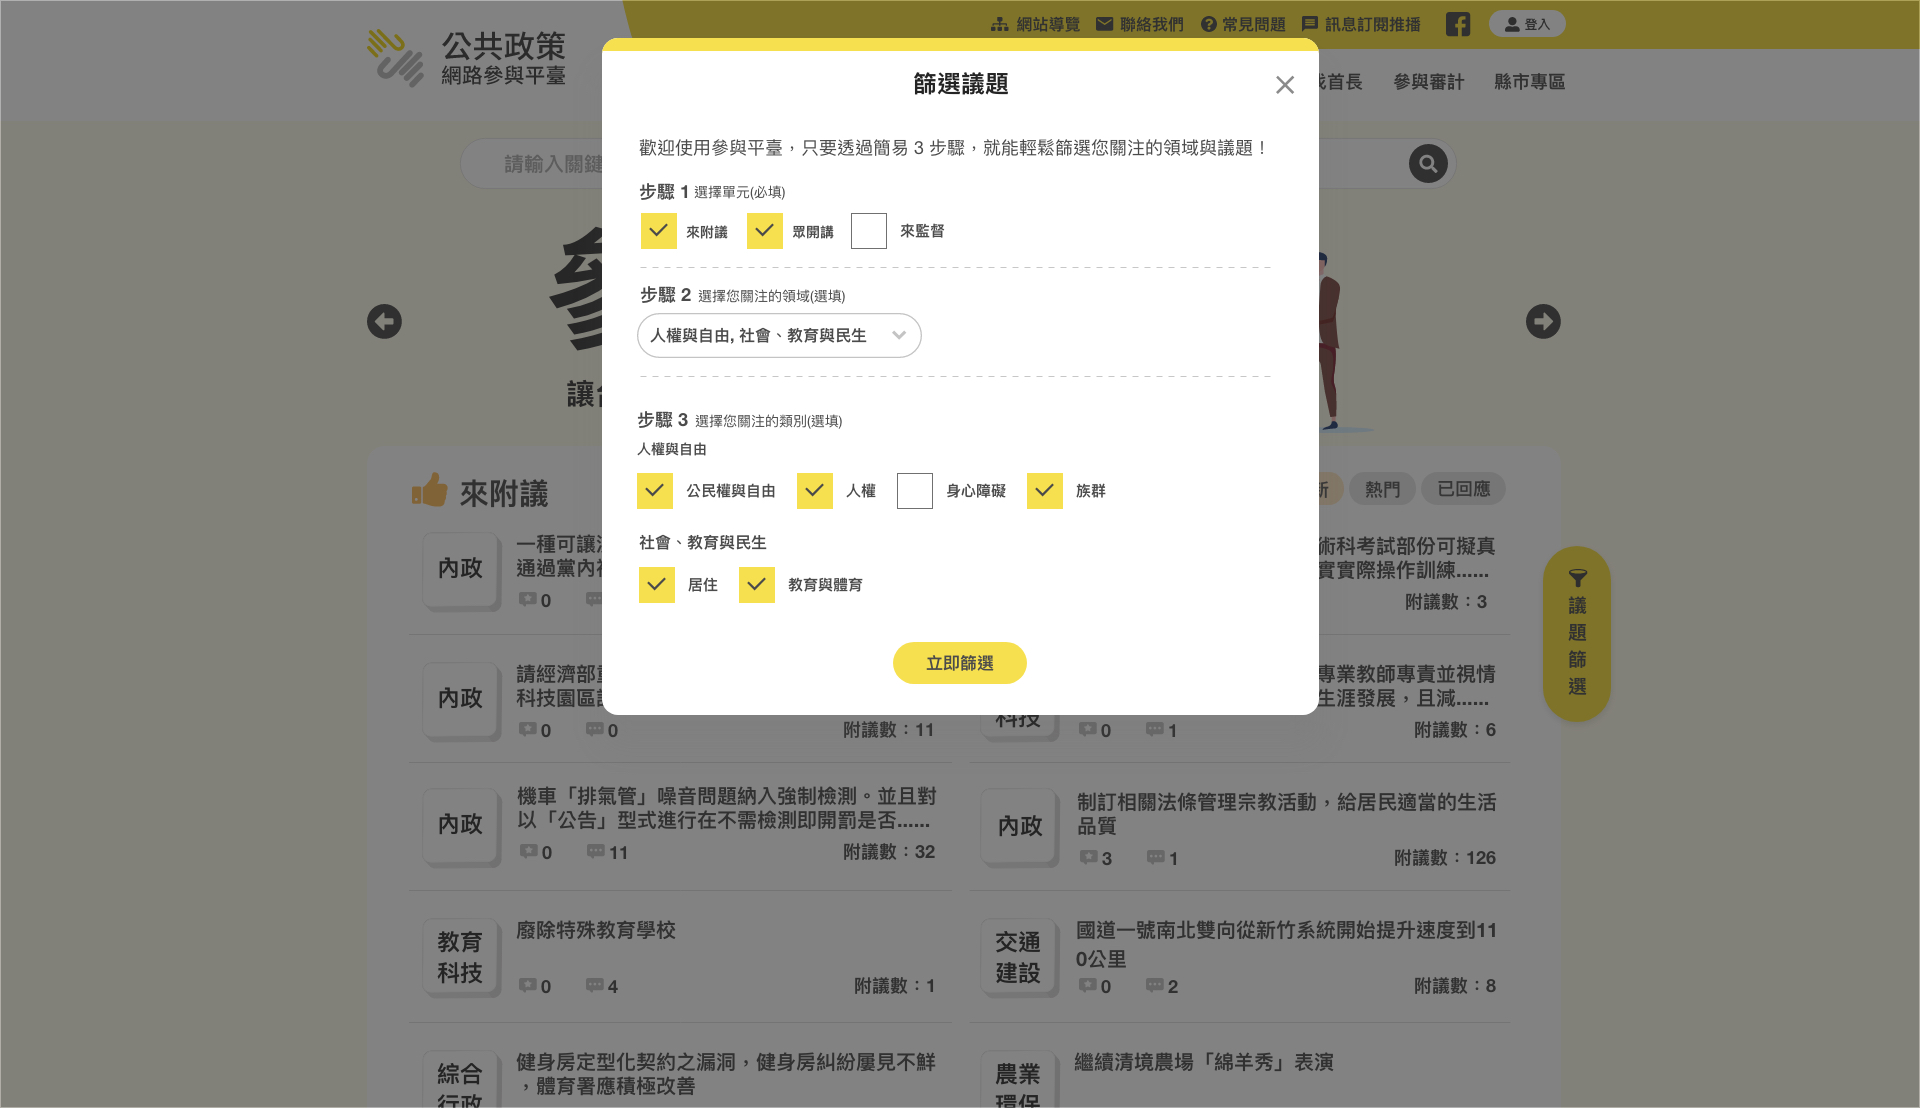 網站導覽
聯絡我們
常見問題
訊息訂閱推播
登入
公共政策
網路參與平臺
首長
參與審計
縣市專區
請輸入關鍵
篩選議題
歡迎使用參與平臺，只要透過簡易 3 步驟，就能輕鬆篩選您關注的領域與議題！
步驟 1 選擇單元(必填)
來附議
眾開講
來監督
步驟 2 選擇您關注的領域(選填)
人權與自由, 社會、教育與民生
步驟 3 選擇您關注的類別(選填)
人權與自由
公民權與自由
人權
身心障礙
族群
社會、教育與民生
居住
教育與體育
立即篩選
讓
來附議
新
熱門
已回應
議題篩選
內政
一種可讓
通過黨內
0
術科考試部份可擬真
實實際操作訓練......
附議數：3
內政
請經濟部
科技園區
0
0
附議數：11
科技
專業教師專責並視情
生涯發展，且減......
0
1
附議數：6
內政
機車「排氣管」噪音問題納入強制檢測。並且對
以「公告」型式進行在不需檢測即開罰是否......
0
11
附議數：32
內政
制訂相關法條管理宗教活動，給居民適當的生活
品質
3
1
附議數：126
教育
科技
廢除特殊教育學校
0
4
附議數：1
交通
建設
國道一號南北雙向從新竹系統開始提升速度到11
0公里
0
2
附議數：8
綜合
行政
健身房定型化契約之漏洞，健身房糾紛屢見不鮮
，體育署應積極改善
農業
環保
繼續清境農場「綿羊秀」表演